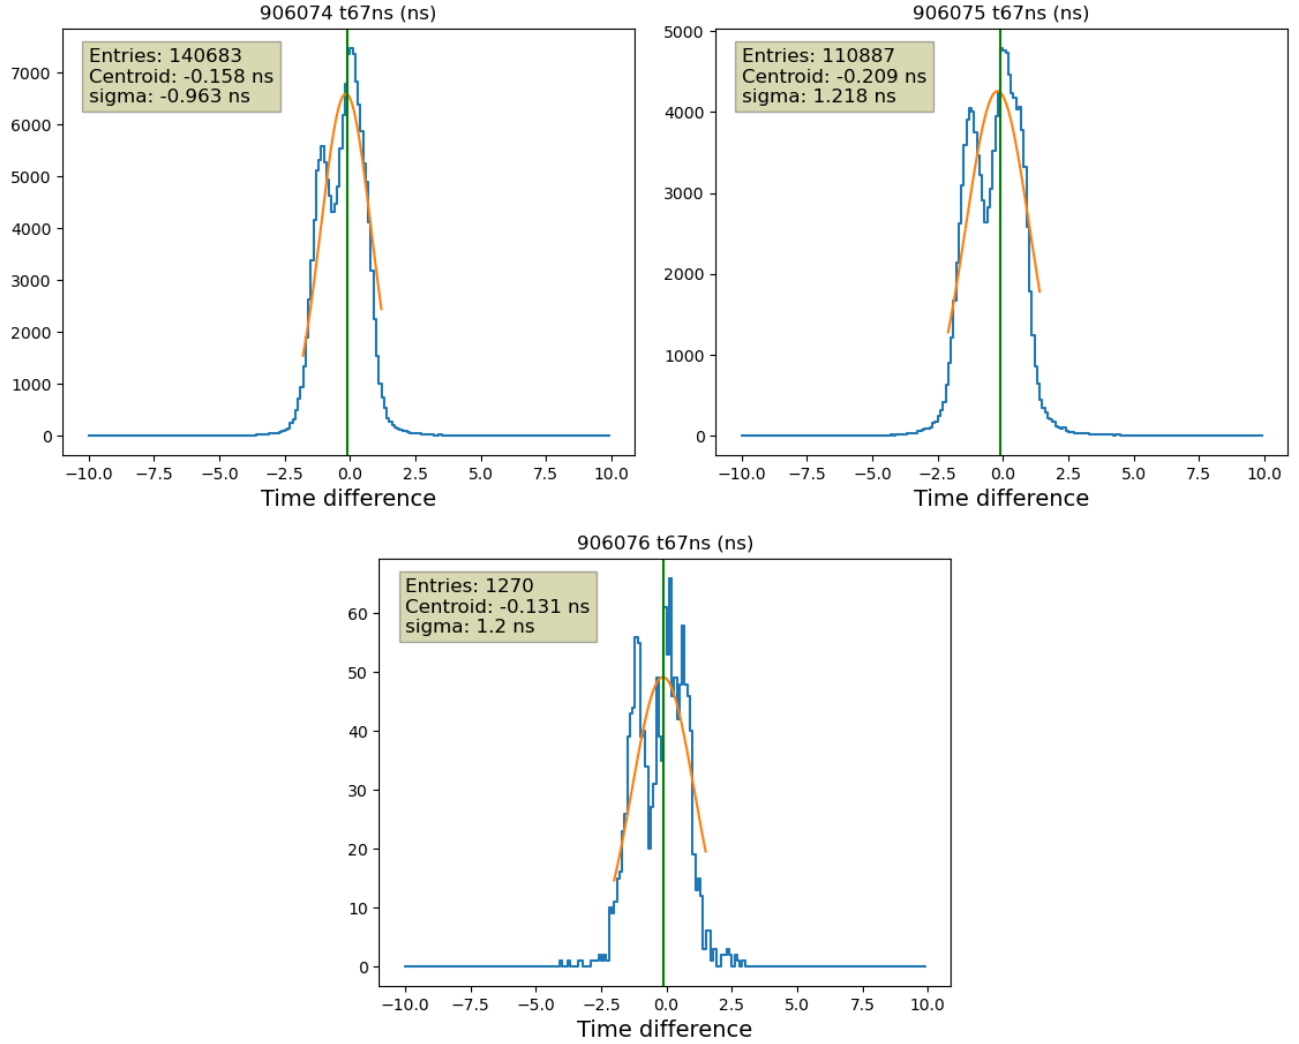 906074 t67ns (ns)
Entries: 140683
Centroid: -0.158 ns
sigma: -0.963 ns
7000
6000
5000
4000
3000
2000
1000
0
−10.0 −7.5 −5.0 −2.5 0.0 2.5 5.0 7.5 10.0
Time difference
906075 t67ns (ns)
Entries: 110887
Centroid: -0.209 ns
sigma: 1.218 ns
5000
4000
3000
2000
1000
0
−10.0 −7.5 −5.0 −2.5 0.0 2.5 5.0 7.5 10.0
Time difference
906076 t67ns (ns)
Entries: 1270
Centroid: -0.131 ns
sigma: 1.2 ns
60
50
40
30
20
10
0
−10.0 −7.5 −5.0 −2.5 0.0 2.5 5.0 7.5 10.0
Time difference